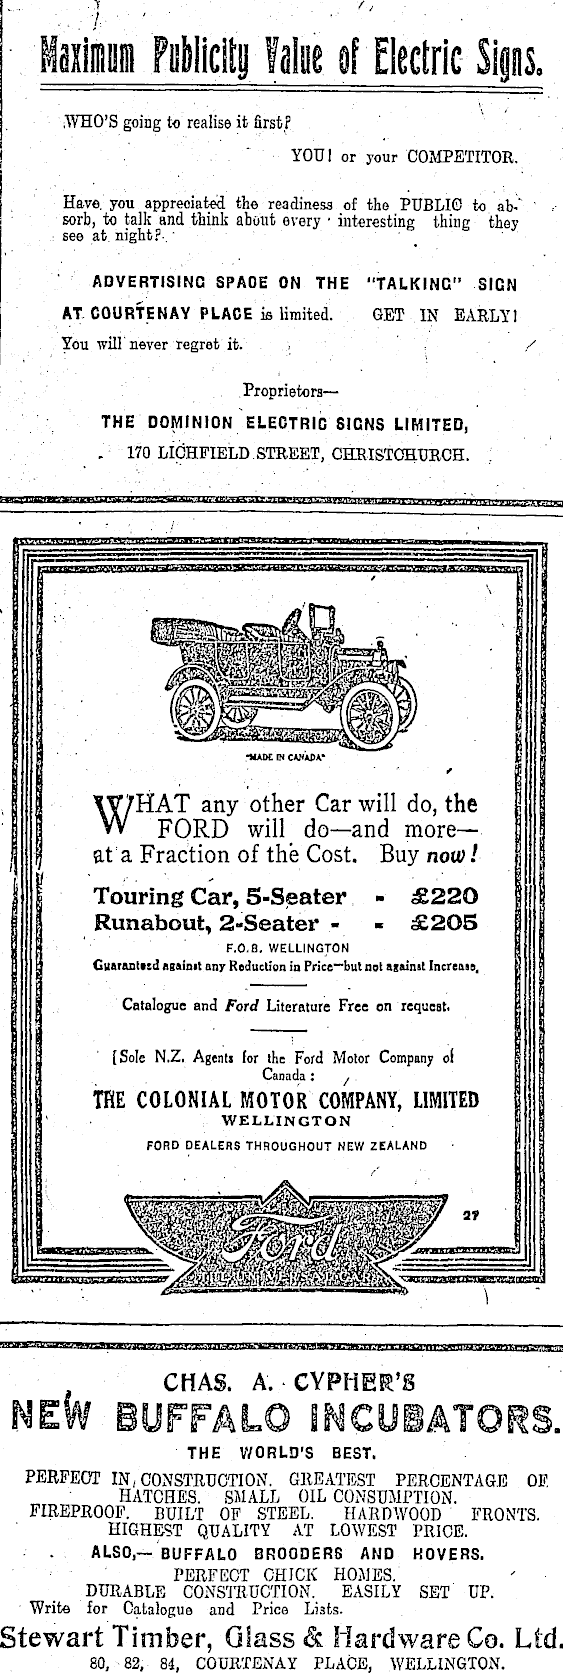 Maximum Publicity Value of Electric Signs.
WHO'S going to realise it first?
YOU! or your COMPETITOR.
Have you appreciated the readiness of the PUBLIC to ab-
sorb, to talk and think about every interesting thing they
see at night?
ADVERTISING SPACE ON THE "TALKING" SIGN
AT COURTENAY PLACE is limited. GET IN EARLY!
You will never regret it.
Proprietors—
THE DOMINION ELECTRIC SIGNS LIMITED,
170 LICHFIELD STREET, CHRISTCHURCH.
"MADE IN CANADA"
WHAT any other Car will do, the
FORD will do—and more—
at a Fraction of the Cost. Buy now!
Touring Car, 5-Seater - £220
Runabout, 2-Seater - - £205
F.O.B. WELLINGTON
Guaranteed against any Reduction in Price—but not against Increase.
Catalogue and Ford Literature Free on request.
[Sole N.Z. Agents for the Ford Motor Company of
Canada:
THE COLONIAL MOTOR COMPANY, LIMITED
WELLINGTON
FORD DEALERS THROUGHOUT NEW ZEALAND
27
Ford
CHAS. A. CYPHER'S
NEW BUFFALO INCUBATORS.
THE WORLD'S BEST.
PERFECT IN CONSTRUCTION. GREATEST PERCENTAGE OF
HATCHES. SMALL OIL CONSUMPTION.
FIREPROOF. BUILT OF STEEL. HARDWOOD FRONTS.
HIGHEST QUALITY AT LOWEST PRICE.
ALSO,— BUFFALO BROODERS AND HOVERS.
PERFECT CHICK HOMES.
DURABLE CONSTRUCTION. EASILY SET UP.
Write for Catalogue and Price Lists.
Stewart Timber, Glass & Hardware Co. Ltd.
80, 82, 84, COURTENAY PLACE, WELLINGTON.